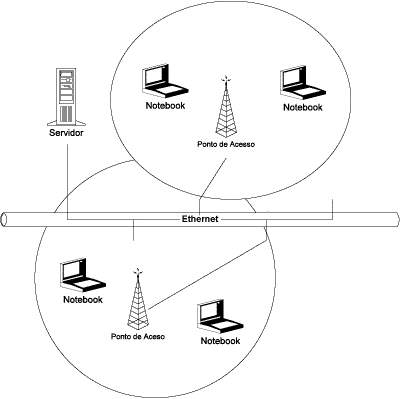 Notebook
Notebook
Servidor
Ponto de Acesso
Ethernet
Notebook
Ponto de Aceso
Notebook